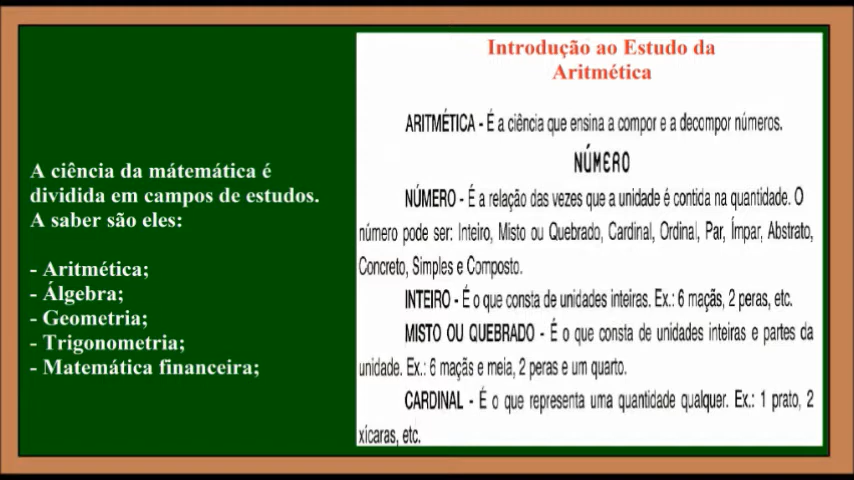 A ciência da mátemática é
dividida em campos de estudos.
A saber são eles:
- Aritmética;
- Álgebra;
- Geometria;
- Trigonometria;
- Matemática financeira;
Introdução ao Estudo da
Aritmética
ARITMÉTICA - É a ciência que ensina a compor e a decompor números.
NÚMERO
NÚMERO - É a relação das vezes que a unidade é contida na quantidade. O
número pode ser: Inteiro, Misto ou Quebrado, Cardinal, Ordinal, Par, Ímpar, Abstrato,
Concreto, Simples e Composto.
INTEIRO - É o que consta de unidades inteiras. Ex.: 6 maçãs, 2 peras, etc.
MISTO OU QUEBRADO - É o que consta de unidades inteiras e partes da
unidade. Ex.: 6 maçãs e meia, 2 peras e um quarto.
CARDINAL - É o que representa uma quantidade qualquer. Ex.: 1 prato, 2
xícaras, etc.